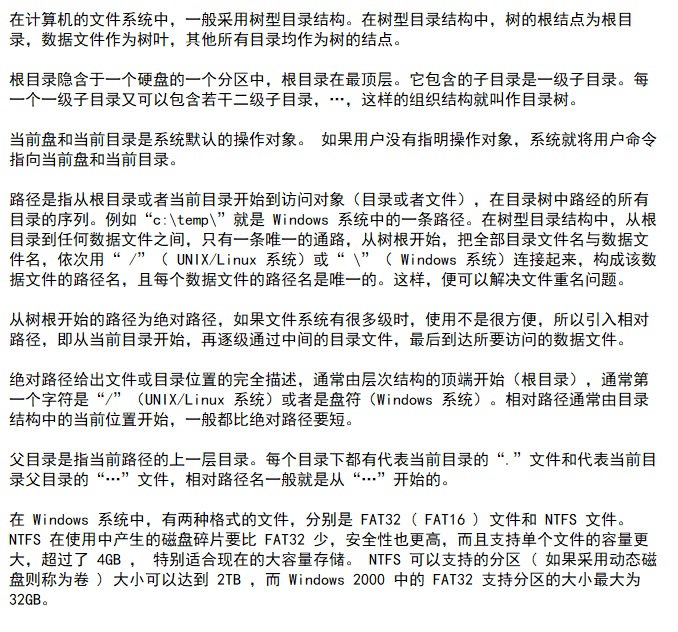 在计算机的文件系统中，一般采用树型目录结构。在树型目录结构中，树的根结点为根目
录，数据文件作为树叶，其他所有目录均作为树的结点。
根目录隐含于一个硬盘的一个分区中，根目录在最顶层。它包含的子目录是一级子目录。每
一个一级子目录又可以包含若干二级子目录，…，这样的组织结构就叫作目录树。
当前盘和当前目录是系统默认的操作对象。 如果用户没有指明操作对象，系统就将用户命令
指向当前盘和当前目录。
路径是指从根目录或者当前目录开始到访问对象（目录或者文件），在目录树中路经的所有
目录的序列。例如“c:\temp\”就是 Windows 系统中的一条路径。在树型目录结构中，从根
目录到任何数据文件之间，只有一条唯一的通路，从树根开始，把全部目录文件名与数据文
件名，依次用“ /”（ UNIX/Linux 系统）或“ \”（ Windows 系统）连接起来，构成该数
据文件的路径名，且每个数据文件的路径名是唯一的。这样，便可以解决文件重名问题。
从树根开始的路径为绝对路径，如果文件系统有很多级时，使用不是很方便，所以引入相对
路径，即从当前目录开始，再逐级通过中间的目录文件，最后到达所要访问的数据文件。
绝对路径给出文件或目录位置的完全描述，通常由层次结构的顶端开始（根目录），通常第
一个字符是“/”（UNIX/Linux 系统）或者是盘符（Windows 系统）。相对路径通常由目录
结构中的当前位置开始，一般都比绝对路径要短。
父目录是指当前路径的上一层目录。每个目录下都有代表当前目录的“.”文件和代表当前目
录父目录的“…”文件，相对路径名一般就是从“…”开始的。
在 Windows 系统中，有两种格式的文件，分别是 FAT32（ FAT16 ）文件和 NTFS 文件。
NTFS 在使用中产生的磁盘碎片要比 FAT32 少，安全性也更高，而且支持单个文件的容量更
大，超过了 4GB ， 特别适合现在的大容量存储。 NTFS 可以支持的分区（ 如果采用动态磁
盘则称为卷 ）大小可以达到 2TB ，而 Windows 2000 中的 FAT32 支持分区的大小最大为
32GB。